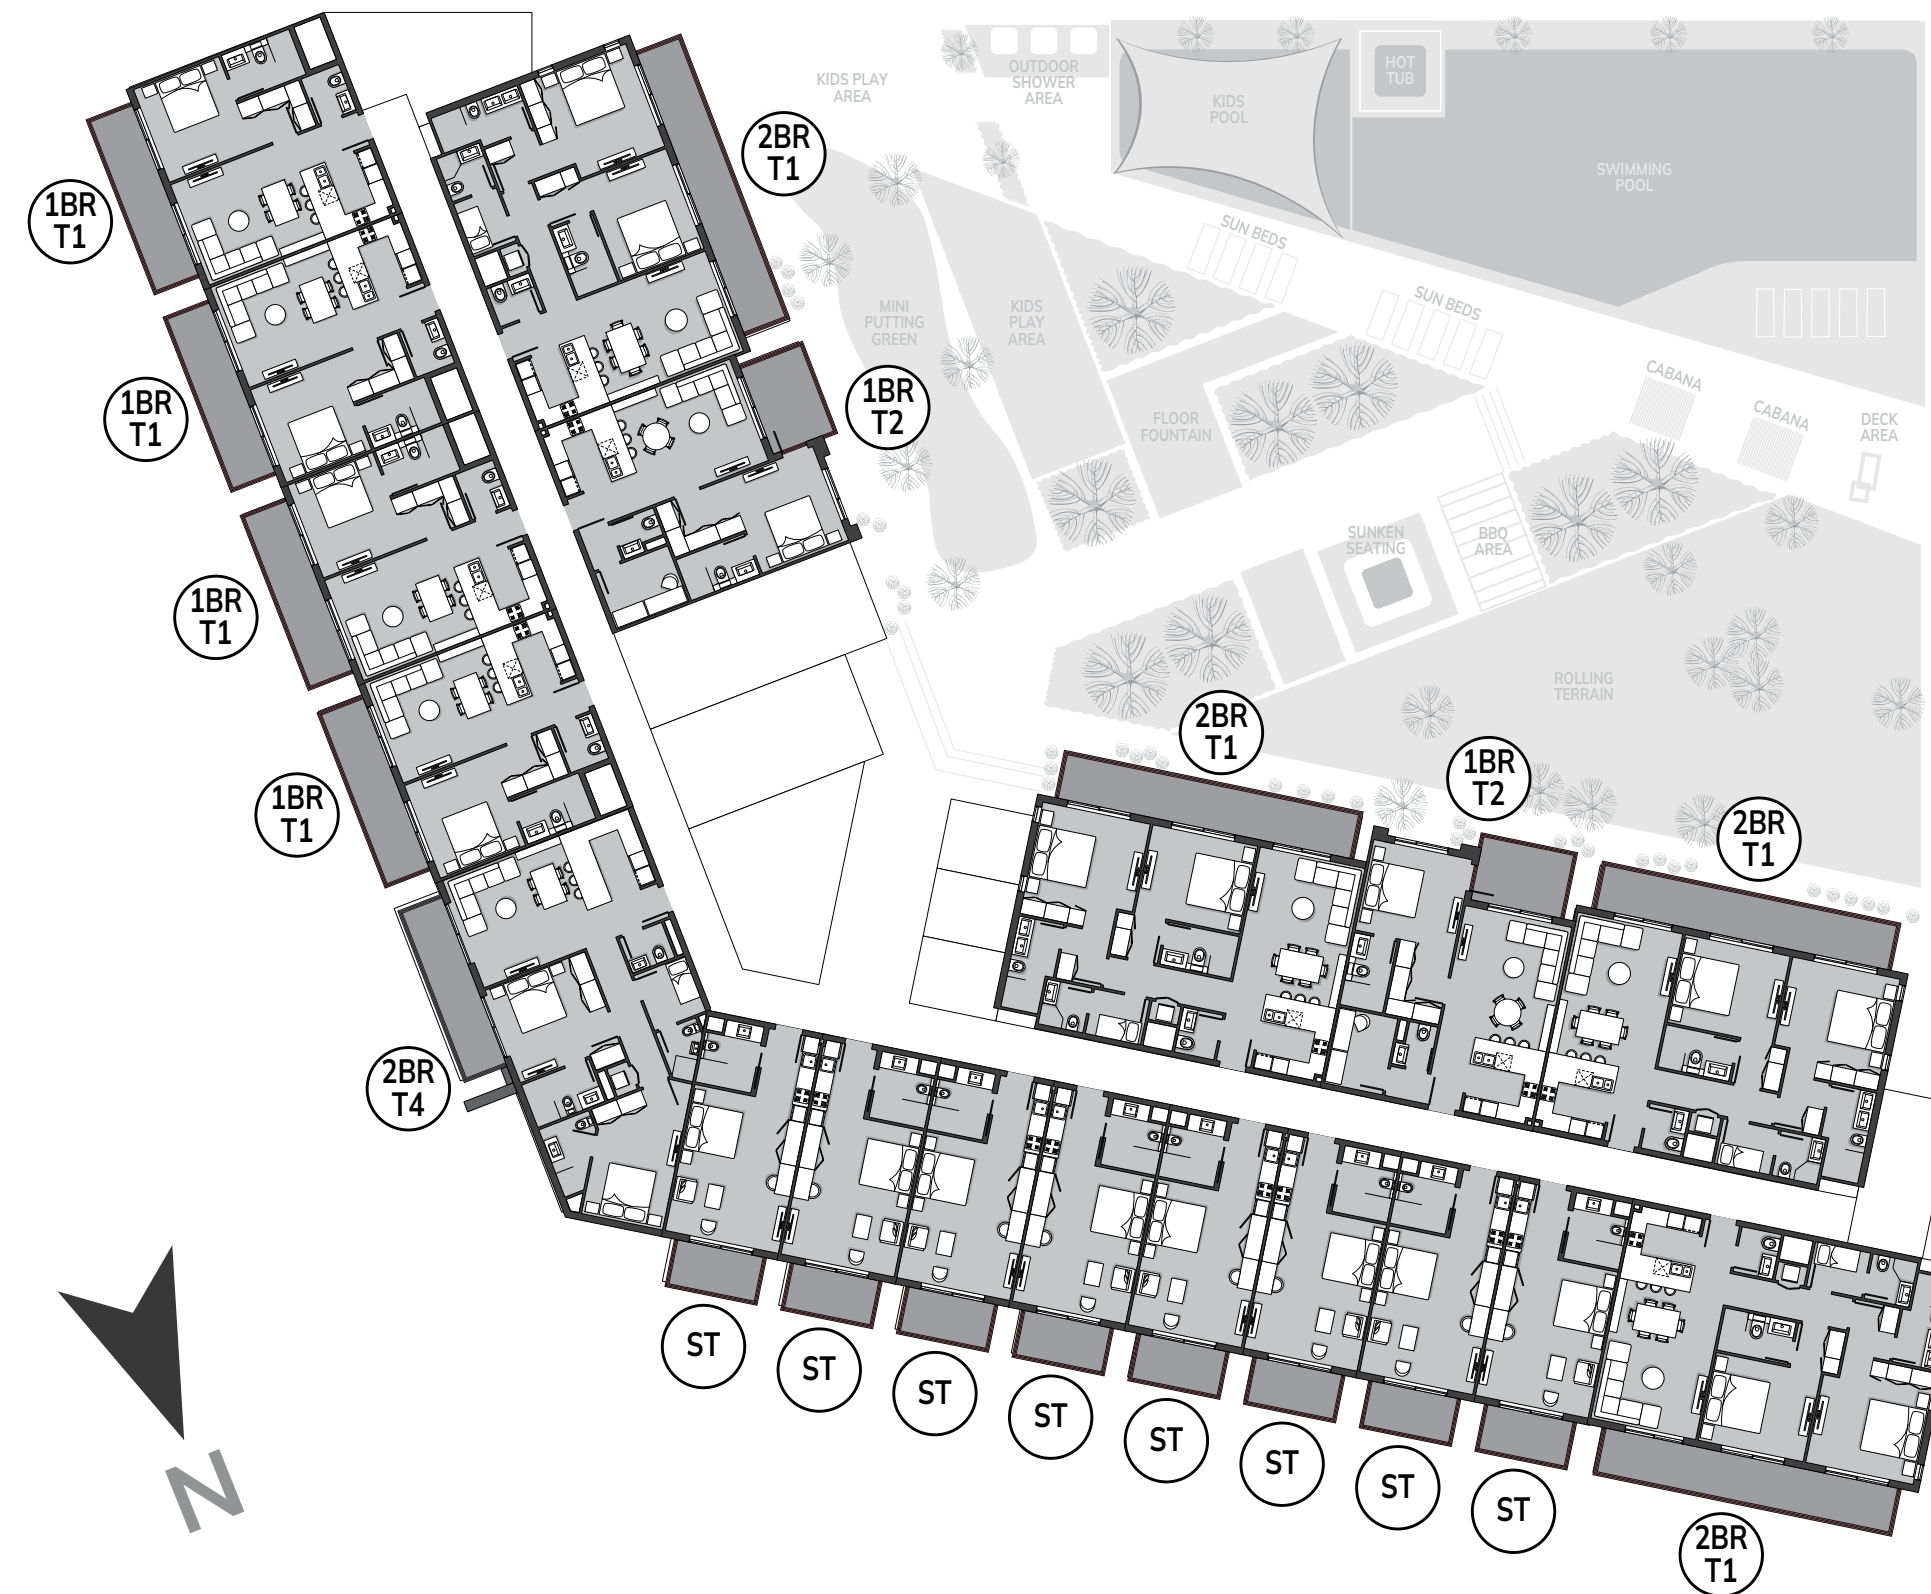 KIDS PLAY
AREA
OUTDOOR
SHOWER
AREA
HOT
TUB
KIDS
POOL
SWIMMING
POOL
2BR
T1
1BR
T1
SUN BEDS
SUN BEDS
MINI
PUTTING
GREEN
KIDS
PLAY
AREA
1BR
T1
1BR
T2
FLOOR
FOUNTAIN
CABANA
CABANA
DECK
AREA
SUNKEN
SEATING
BBQ
AREA
1BR
T1
ROLLING
TERRAIN
2BR
T1
1BR
T2
1BR
T1
2BR
T1
2BR
T4
ST
ST
ST
ST
ST
ST
ST
ST
2BR
T1
N